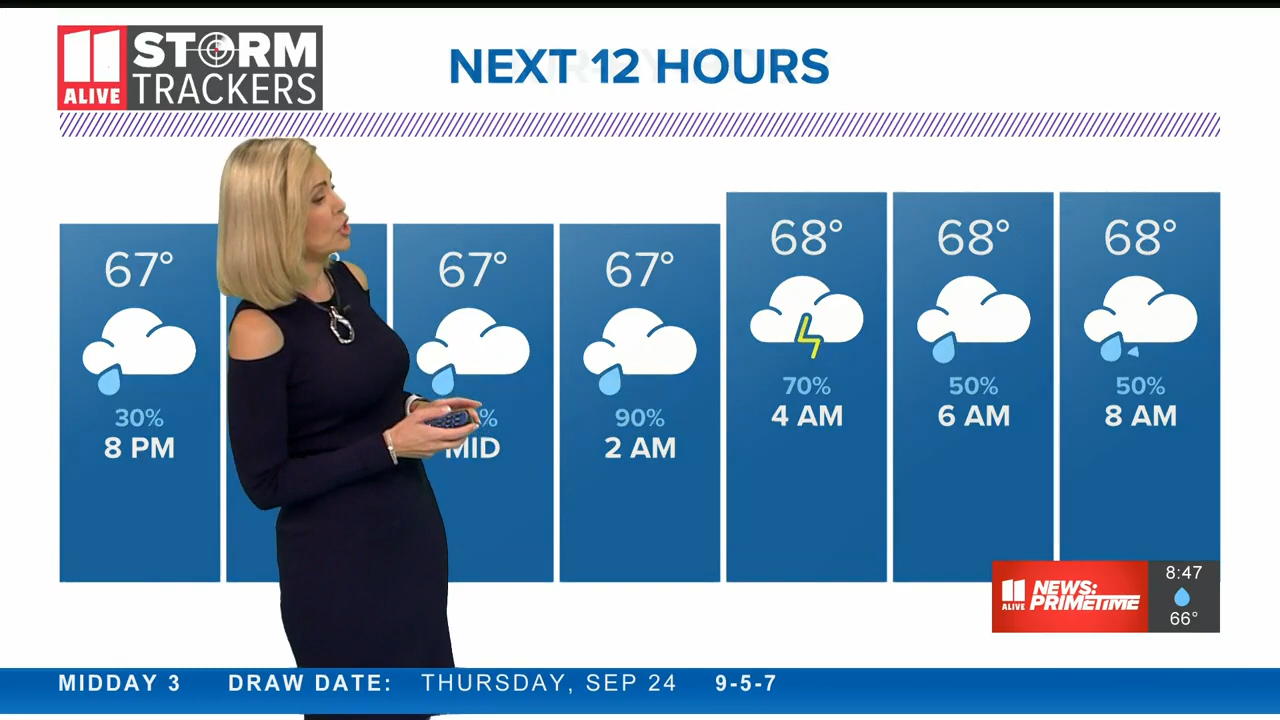 11 ALIVE
STORM
TRACKERS
NEXT 12 HOURS
67°
30%
8 PM
67°
%
MID
67°
90%
2 AM
68°
70%
4 AM
68°
50%
6 AM
68°
50%
8 AM
11 ALIVE
NEWS:
PRIMETIME
8:47
66°
MIDDAY 3 DRAW DATE: THURSDAY, SEP 24 9-5-7